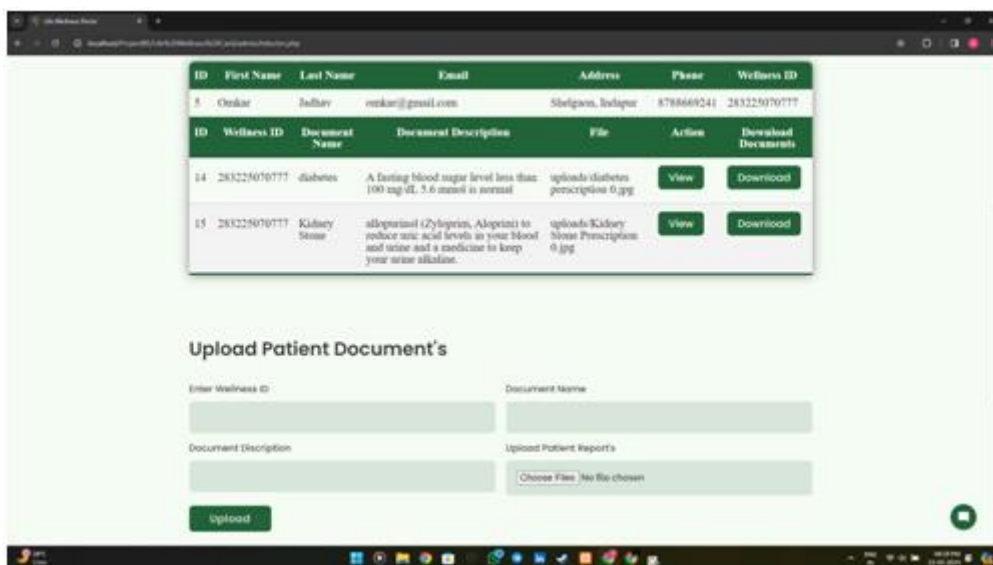 Life Wellness Portal
ID First Name Last Name Email Address Phone Wellness ID
5 Omkar Jadhav omkar@gmail.com Shelgaon, Indapur 8788669241 283225070777
ID Wellness ID Document Name Document Description File Action Download Documents
14 283225070777 diabetes A fasting blood sugar level less than
100 mg/dL 5.6 mmol is normal
uploads/diabetes
perscription 0.jpg
View Download
15 283225070777 Kidney
Stone
allopurinol (Zyloprim, Aloprim) to
reduce uric acid levels in your blood
and urine and a medicine to keep
your urine alkaline.
uploads/Kidney
Stone Prescription
0.jpg
View Download
Upload Patient Document's
Enter Wellness ID Document Name
Document Discription Upload Patient Report's
Choose Files No file chosen
Upload